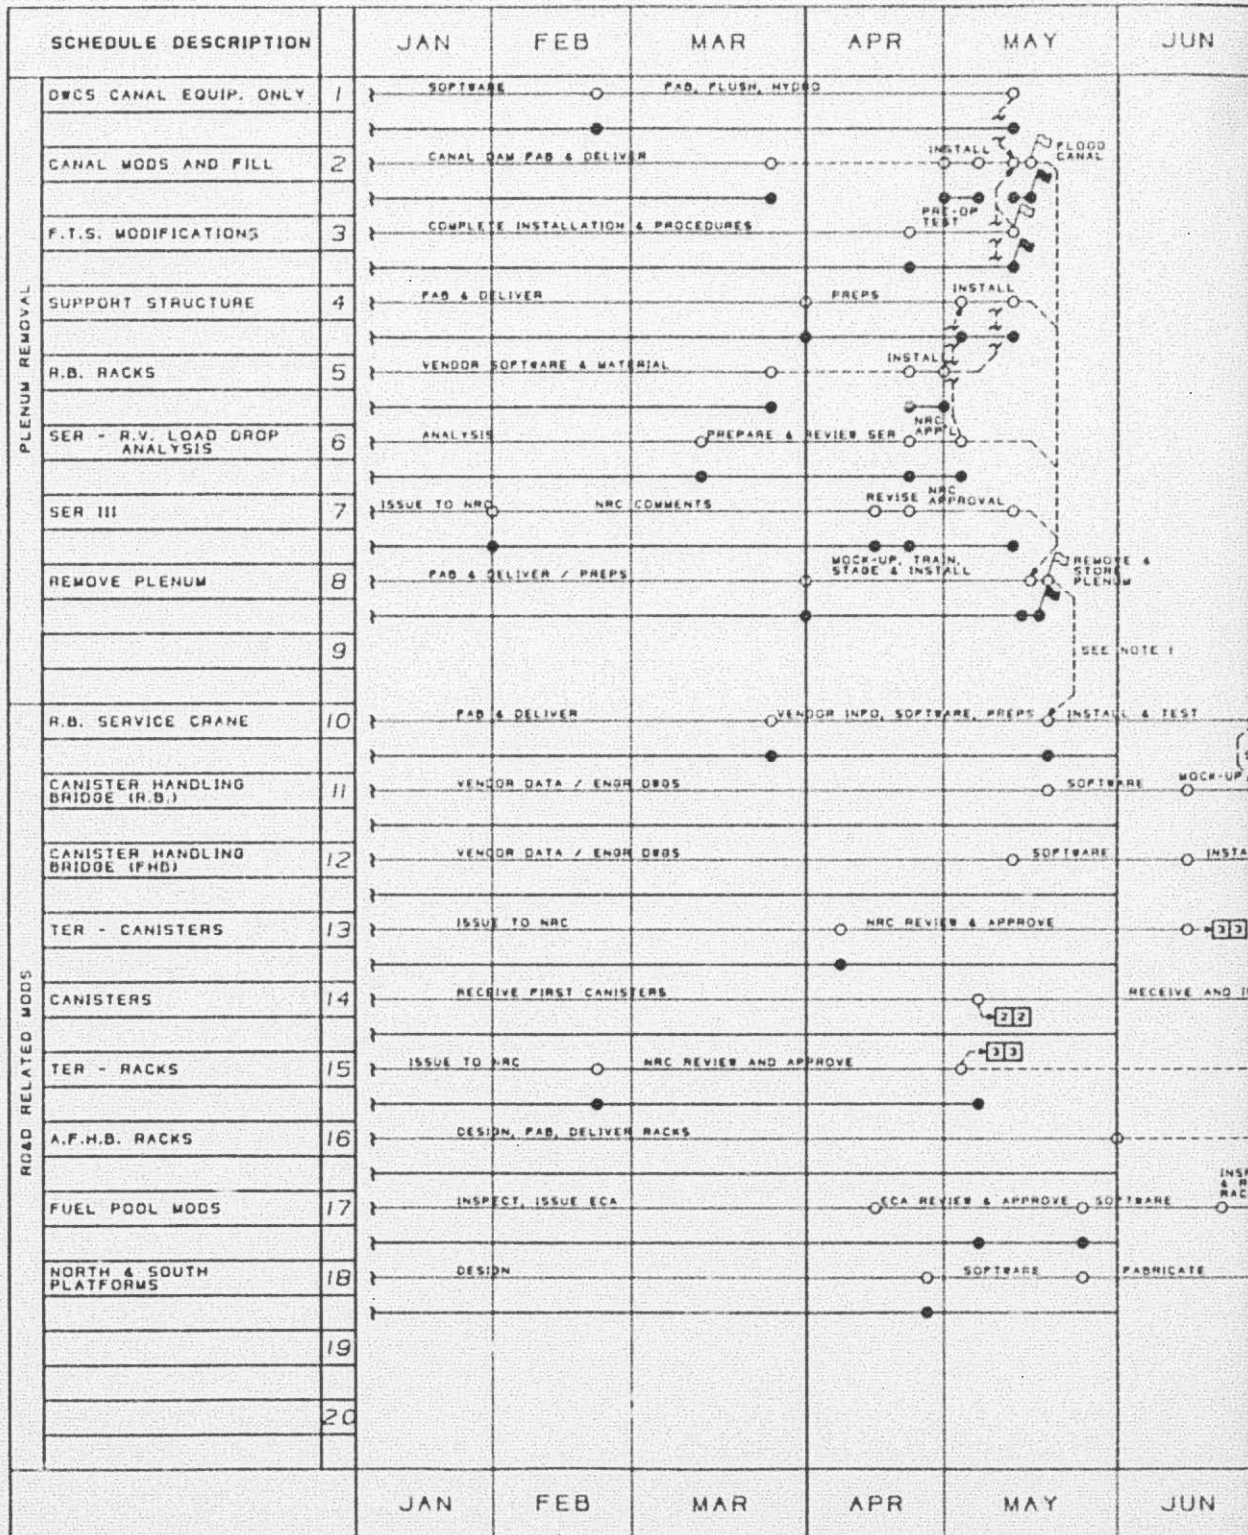 SCHEDULE DESCRIPTION JAN FEB MAR APR MAY JUN
PLENUM REMOVAL
DWCS CANAL EQUIP. ONLY 1 SOFTWARE FAB, FLUSH, HYDRO
CANAL MODS AND FILL 2 CANAL DAM FAB & DELIVER INSTALL FLOOD
CANAL
PRE-OP
TEST
F.T.S. MODIFICATIONS 3 COMPLETE INSTALLATION & PROCEDURES
SUPPORT STRUCTURE 4 FAB & DELIVER PREPS INSTALL
R.B. RACKS 5 VENDOR SOFTWARE & MATERIAL INSTALL
SER - R.V. LOAD DROP
ANALYSIS 6 ANALYSIS PREPARE & REVIEW SER NRC
APP'L
SER III 7 ISSUE TO NRC NRC COMMENTS REVISE NRC
APPROVAL
REMOVE PLENUM 8 FAB & DELIVER / PREPS MOCK-UP, TRAIN,
STAGE & INSTALL REMOVE &
STORE
PLENUM
9 SEE NOTE 1
RD&D RELATED MODS
R.B. SERVICE CRANE 10 FAB & DELIVER VENDOR INFO, SOFTWARE, PREPS INSTALL & TEST
CANISTER HANDLING
BRIDGE (R.B.) 11 VENDOR DATA / ENGR DWGS SOFTWARE MOCK-UP,
CANISTER HANDLING
BRIDGE (FHB) 12 VENDOR DATA / ENGR DWGS SOFTWARE INSTA
TER - CANISTERS 13 ISSUE TO NRC NRC REVIEW & APPROVE 3 3
CANISTERS 14 RECEIVE FIRST CANISTERS 2 2 RECEIVE AND I
TER - RACKS 15 ISSUE TO NRC NRC REVIEW AND APPROVE 3 3
A.F.H.B. RACKS 16 DESIGN, FAB, DELIVER RACKS
INSP
& R
RAC
FUEL POOL MODS 17 INSPECT, ISSUE ECA ECA REVIEW & APPROVE SOFTWARE
NORTH & SOUTH
PLATFORMS 18 DESIGN SOFTWARE FABRICATE
19
20
JAN FEB MAR APR MAY JUN